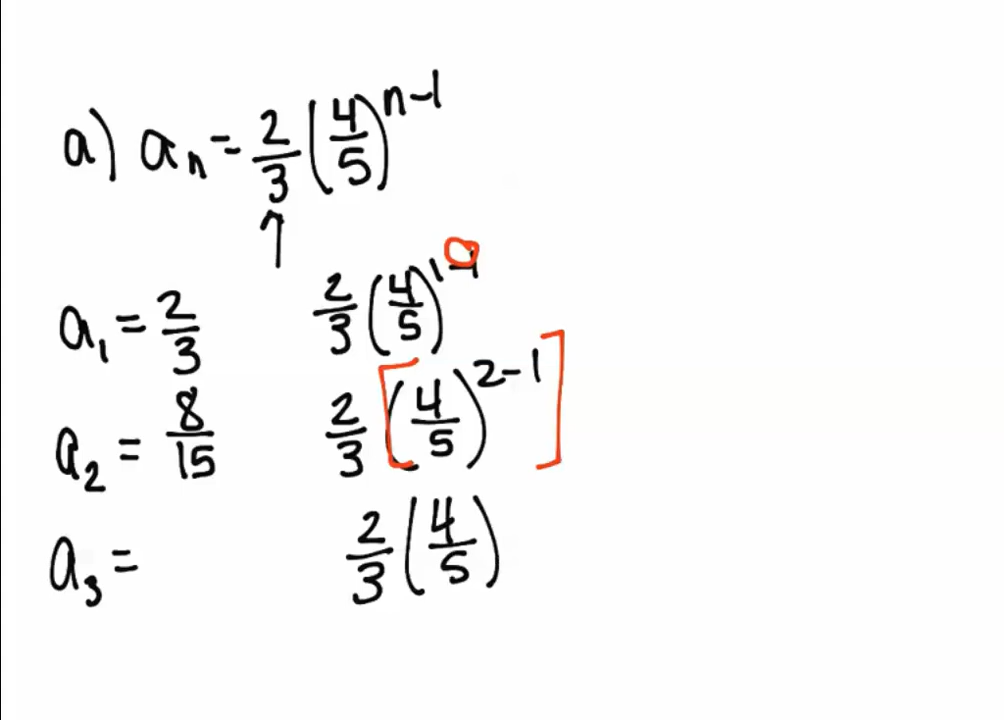 a) aₙ = 2/3 (4/5)ⁿ⁻¹
↑
a₁ = 2/3    2/3 (4/5)¹⁻¹
a₂ = 8/15    2/3 [(4/5)²⁻¹]
a₃ =    2/3 (4/5)